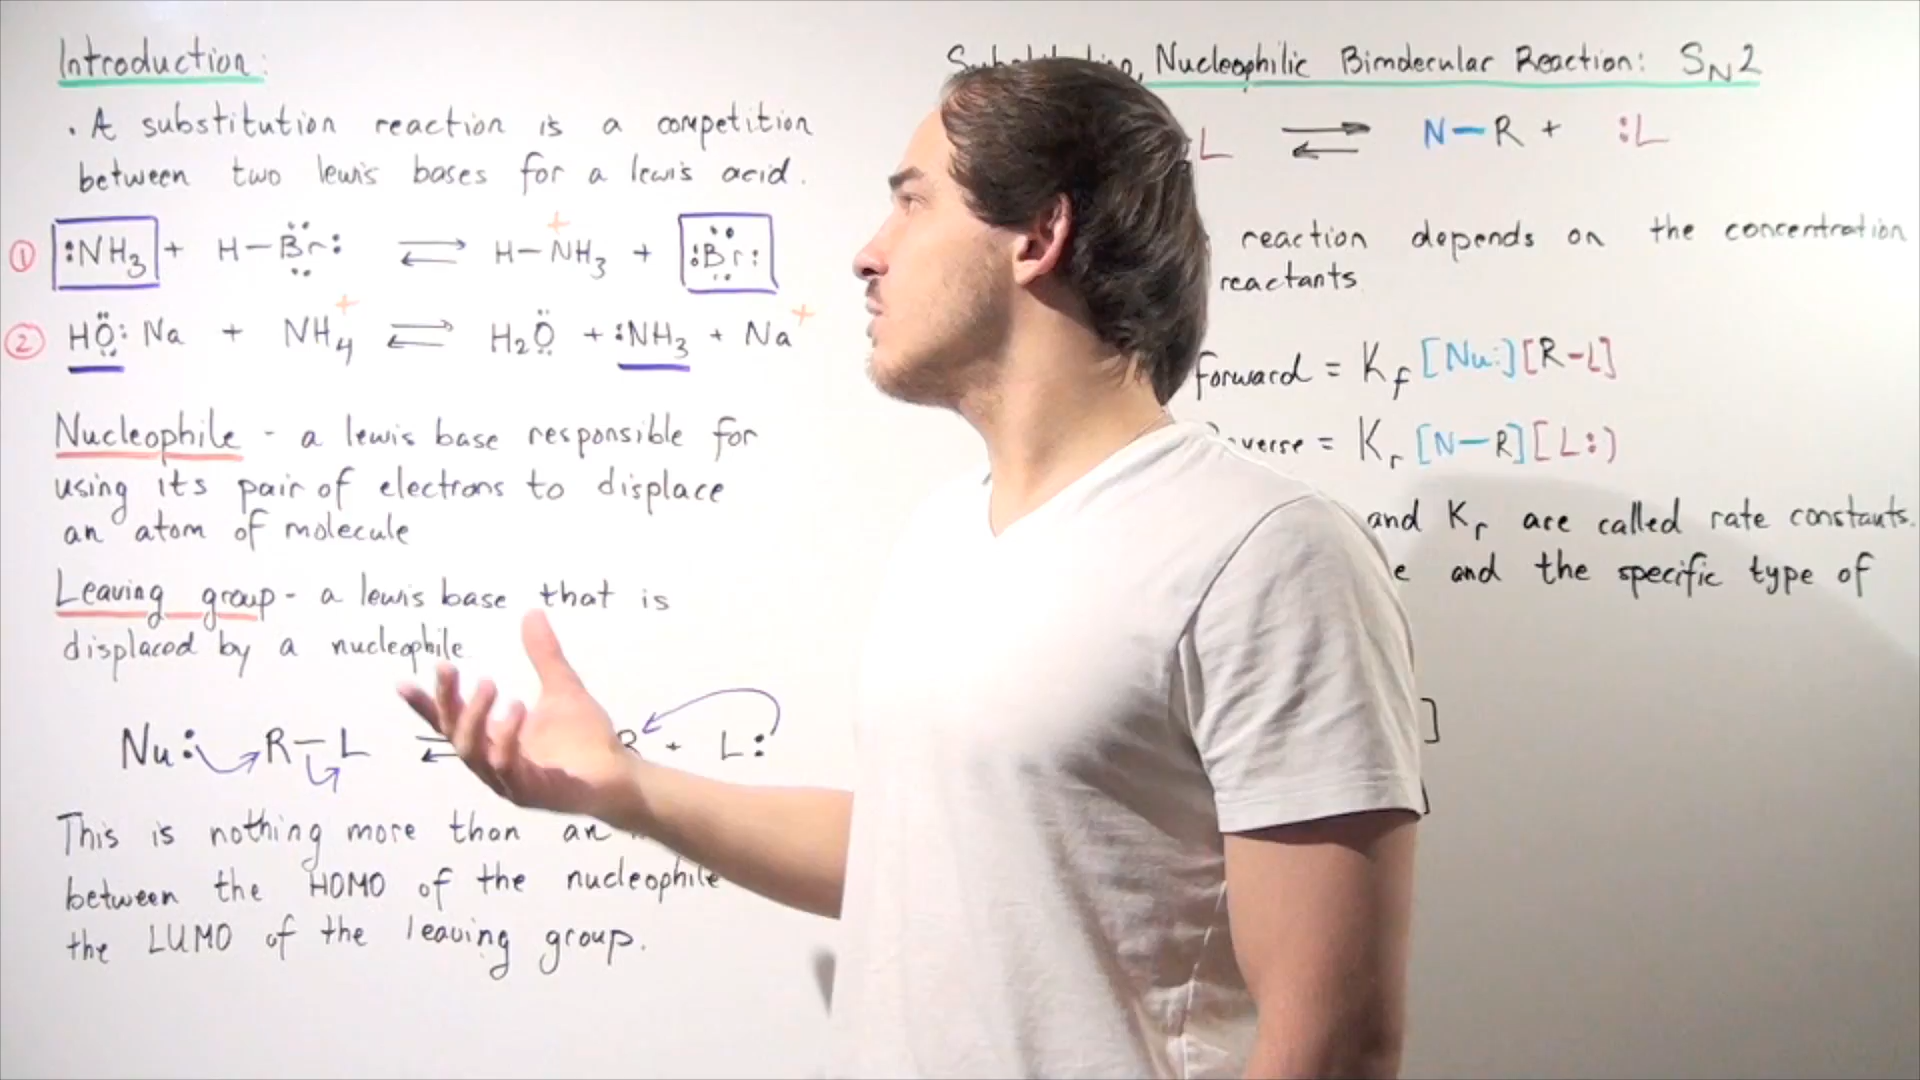 Introduction:
• A substitution reaction is a competition
between two lewis bases for a lewis acid.
① :NH3 + H-Br: ⇌ H-NH3+ + :Br:
② HO: Na + NH4+ ⇌ H2O + :NH3 + Na+
Nucleophile - a lewis base responsible for
using its pair of electrons to displace
an atom of molecule
Leaving group - a lewis base that is
displaced by a nucleophile
Nu: R-L ⇌ R + L:
This is nothing more than an
between the HOMO of the nucleophile
the LUMO of the leaving group.
Nucleophilic Bimolecular Reaction: SN2
L ⇌ N-R + :L
reaction depends on the concentration
reactants
forward = Kf [Nu:][R-L]
= Kr [N-R][L:)
and Kr are called rate constants.
and the specific type of
]